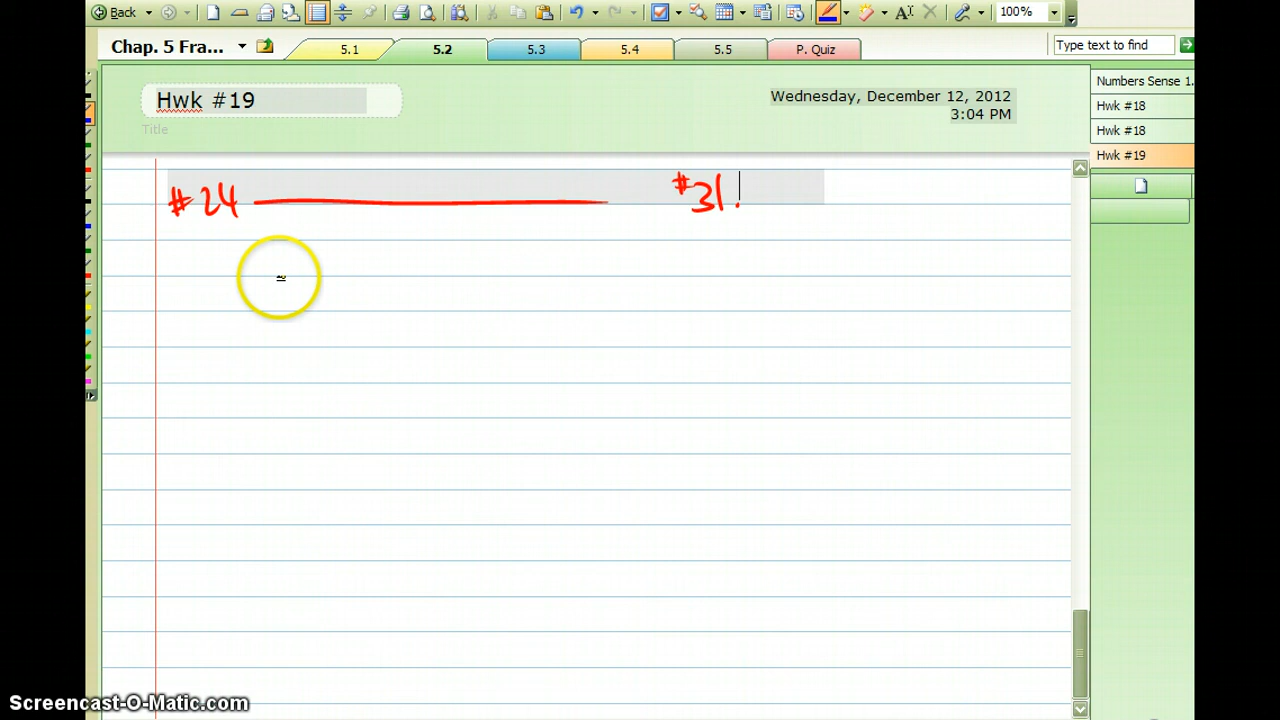 Back 100%
Chap. 5 Fra... 5.1 5.2 5.3 5.4 5.5 P. Quiz Type text to find
Hwk #19
Title
Wednesday, December 12, 2012
3:04 PM
Numbers Sense 1.
Hwk #18
Hwk #18
Hwk #19
#24 #31.
Screencast-O-Matic.com